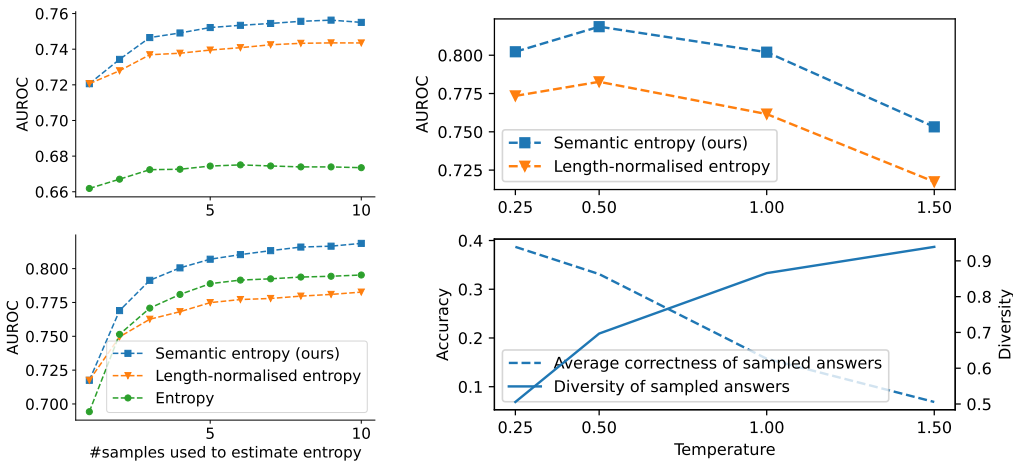 0.76
0.74
0.72
0.70
0.68
0.66
AUROC
5
10
0.800
0.775
0.750
0.725
0.700
AUROC
Semantic entropy (ours)
Length-normalised entropy
Entropy
5
10
#samples used to estimate entropy
0.800
0.775
0.750
0.725
AUROC
Semantic entropy (ours)
Length-normalised entropy
0.25
0.50
1.00
1.50
0.4
0.3
0.2
0.1
Accuracy
0.9
0.8
0.7
0.6
0.5
Diversity
Average correctness of sampled answers
Diversity of sampled answers
0.25
0.50
1.00
1.50
Temperature